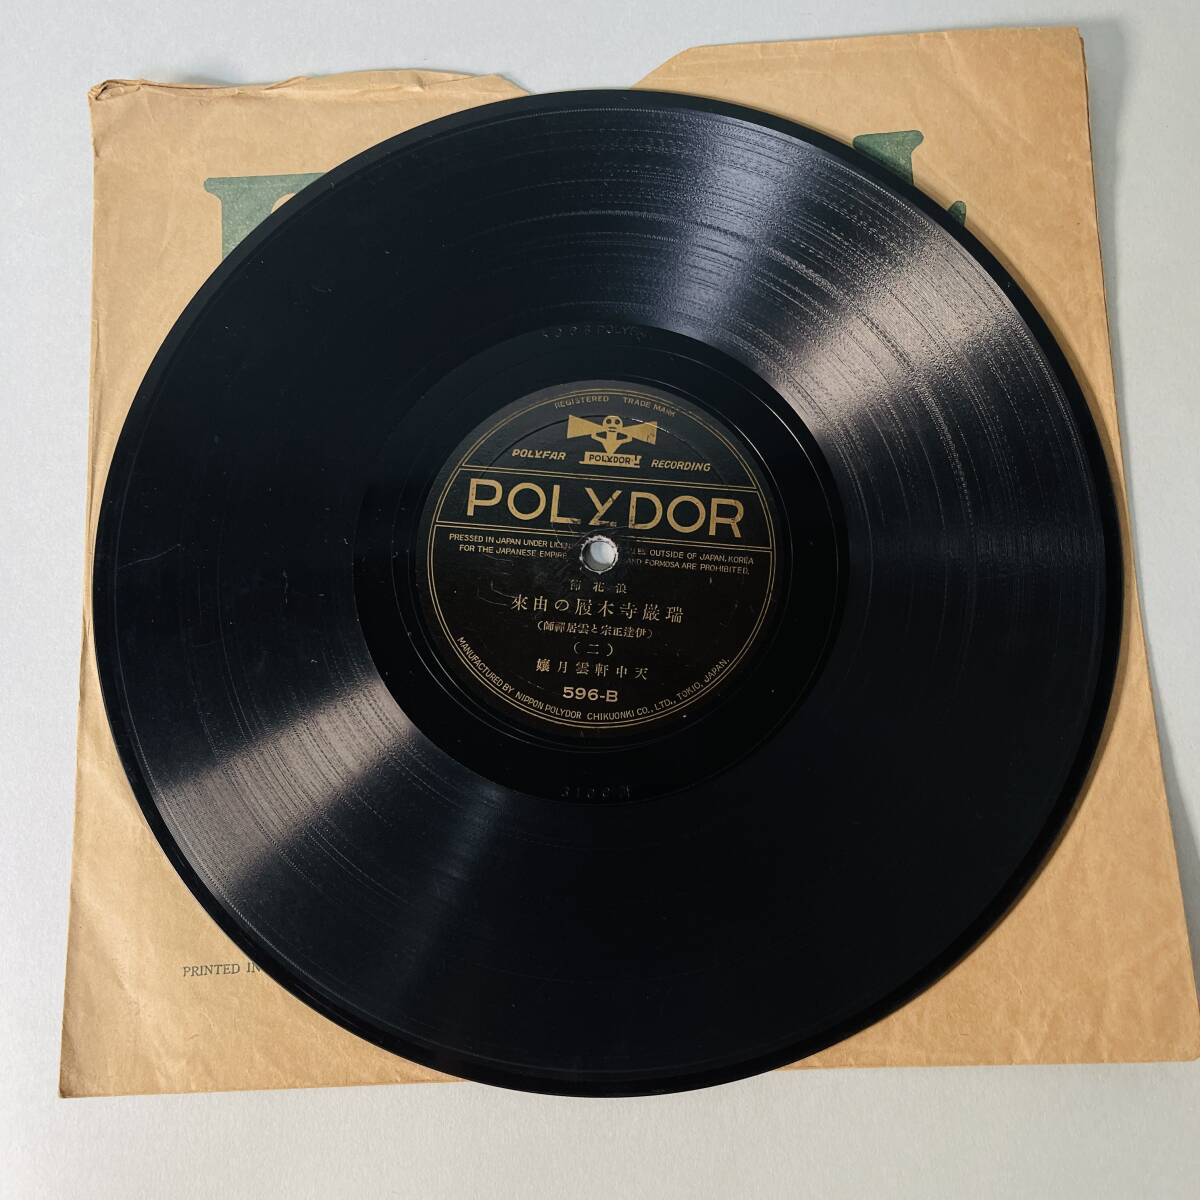 REGISTERED TRADE MARK
POLYDOR
POLYFAR RECORDING
POLYDOR
PRESSED IN JAPAN UNDER OUTSIDE OF JAPAN, KOREA
FOR THE JAPANESE EMPIRE AND FORMOSA ARE PROHIBITED.
浪花節
瑞厳寺木履の由來
(伊達正宗と雲居禪師)
(二)
天中軒雲月孃
596-B
MANUFACTURED BY NIPPON POLYDOR CHIKUONKI CO., LTD., TOKIO, JAPAN.
PRINTED IN